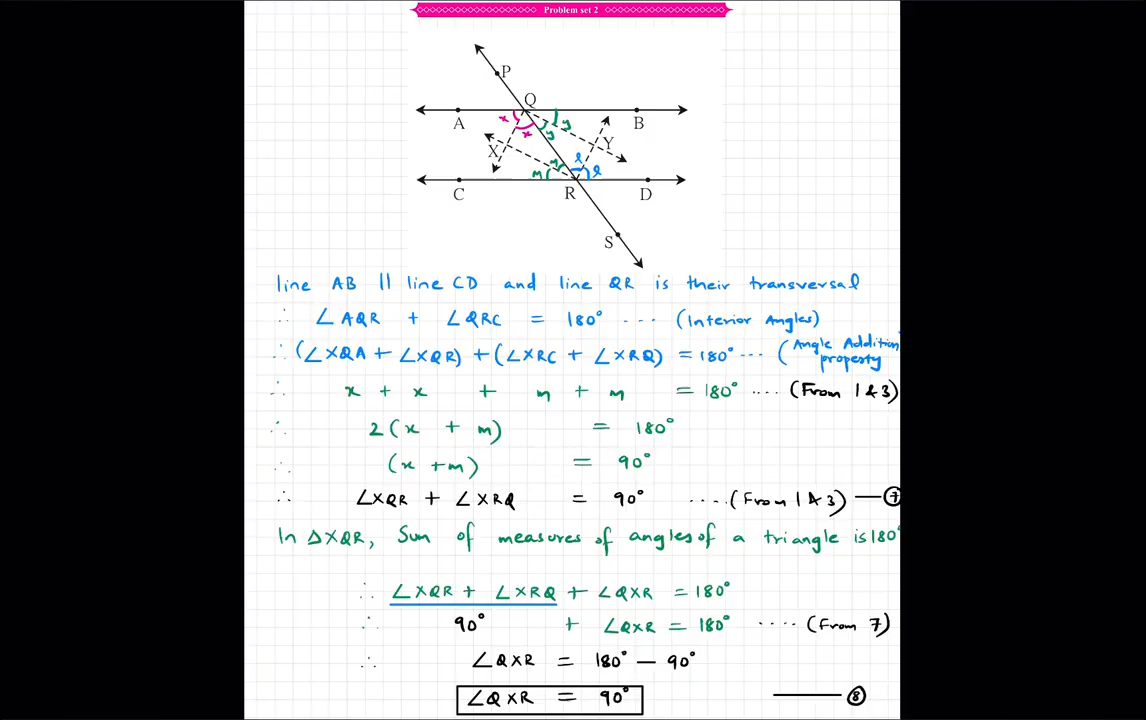 Problem set 2
P
Q
A B
x x y y
X Y
m m l l
C R D
S
line AB || line CD and line QR is their transversal
∴ ∠AQR + ∠QRC = 180° ... (Interior Angles)
∴ (∠XQA + ∠XQR) + (∠XRC + ∠XRQ) = 180° ... (Angle Addition property
∴ x + x + m + m = 180° .... (From 1 & 3)
∴ 2(x + m) = 180°
∴ (x + m) = 90°
∴ ∠XQR + ∠XRQ = 90° .... (From 1 & 3) — ⑦
In ΔXQR, Sum of measures of angles of a triangle is 180°
∴ ∠XQR + ∠XRQ + ∠QXR = 180°
∴ 90° + ∠QXR = 180° .... (From 7)
∴ ∠QXR = 180° − 90°
∠QXR = 90° — ⑧